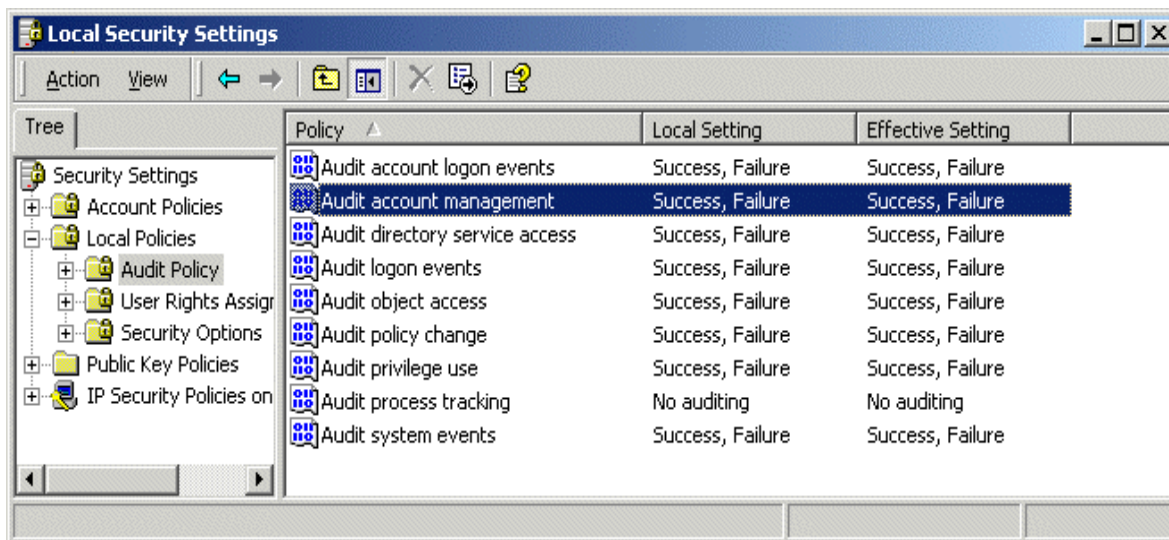 Local Security Settings
Action View
Tree
Policy Local Setting Effective Setting
Security Settings
Account Policies
Local Policies
Audit Policy
User Rights Assigr
Security Options
Public Key Policies
IP Security Policies on
Audit account logon events Success, Failure Success, Failure
Audit account management Success, Failure Success, Failure
Audit directory service access Success, Failure Success, Failure
Audit logon events Success, Failure Success, Failure
Audit object access Success, Failure Success, Failure
Audit policy change Success, Failure Success, Failure
Audit privilege use Success, Failure Success, Failure
Audit process tracking No auditing No auditing
Audit system events Success, Failure Success, Failure